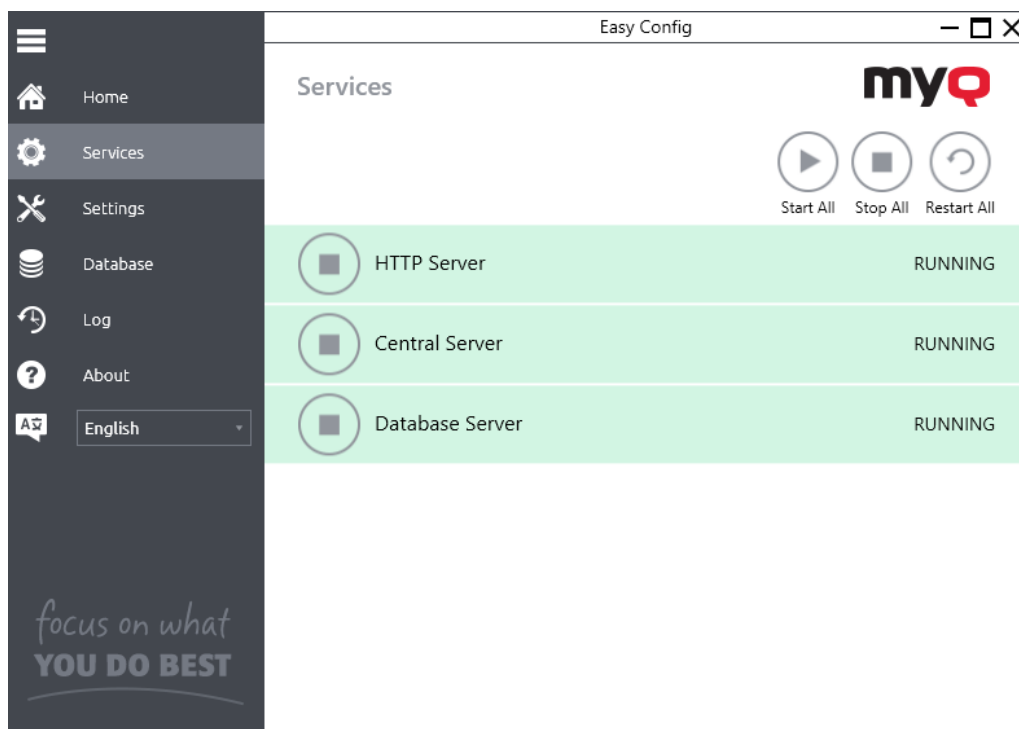 Easy Config
Home
Services
Settings
Database
Log
About
A
English
focus on what
YOU DO BEST
Services
myQ
Start All
Stop All
Restart All
HTTP Server RUNNING
Central Server RUNNING
Database Server RUNNING